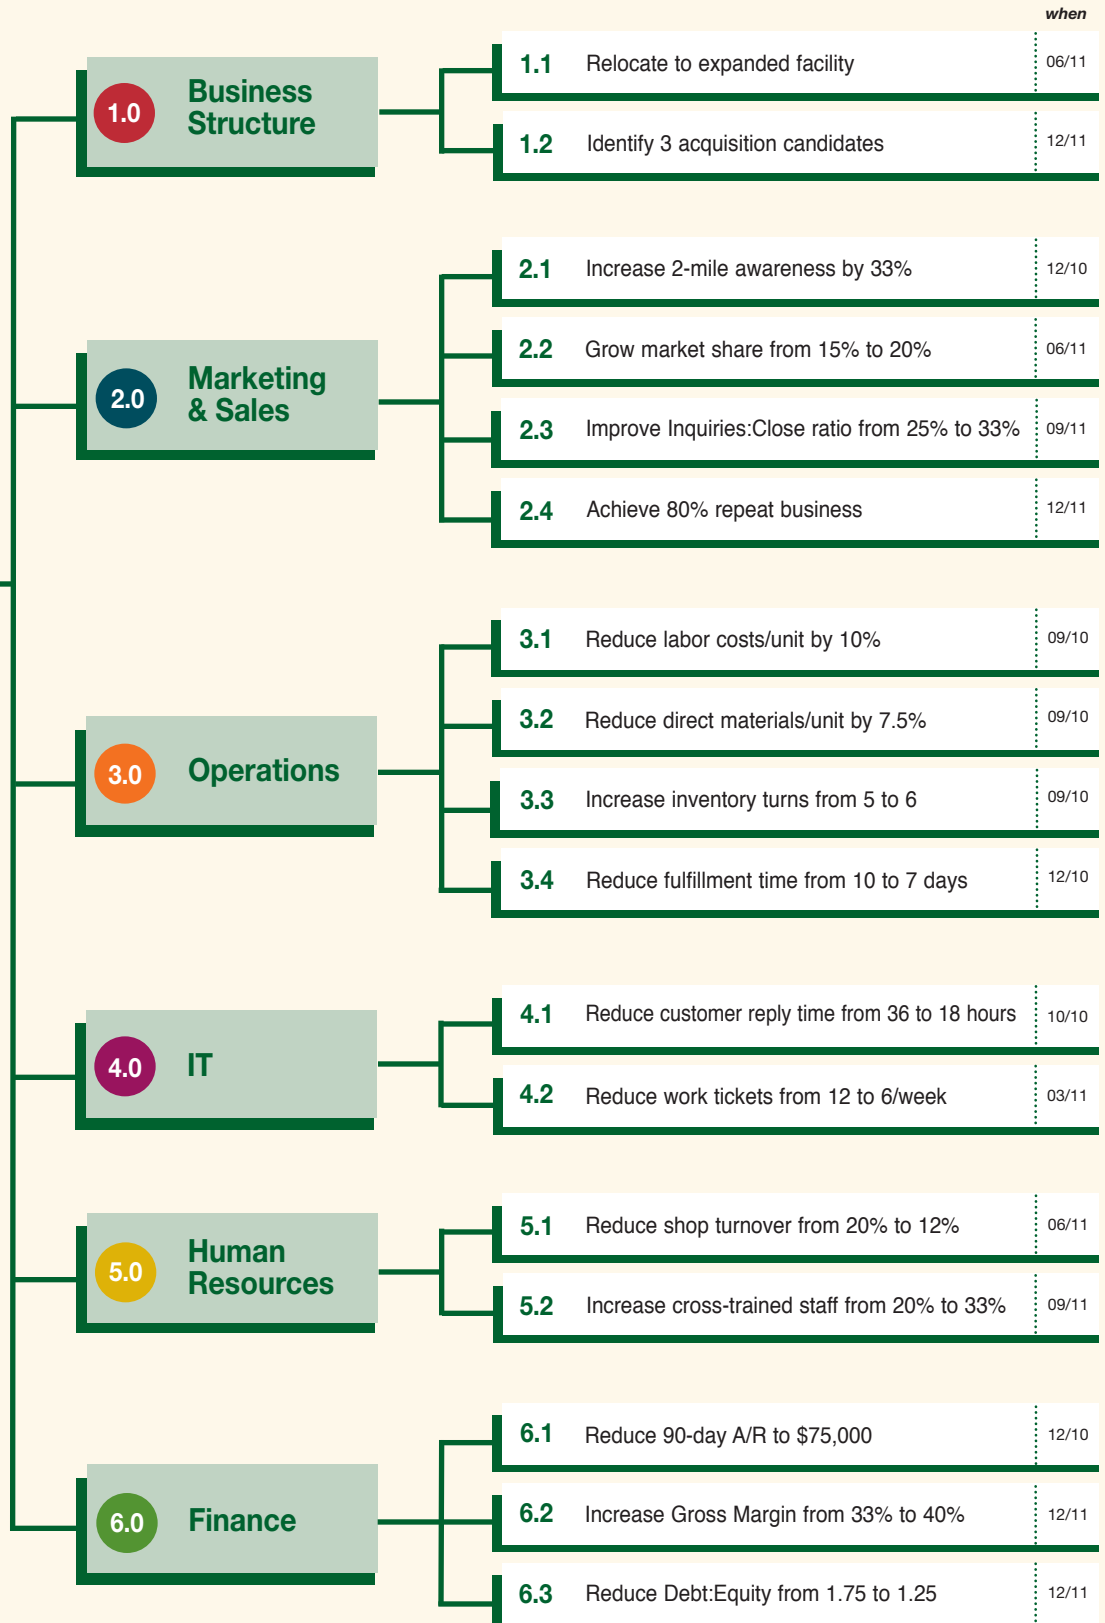 when
1.0
Business
Structure
1.1 Relocate to expanded facility 06/11
1.2 Identify 3 acquisition candidates 12/11
2.0
Marketing
& Sales
2.1 Increase 2-mile awareness by 33% 12/10
2.2 Grow market share from 15% to 20% 06/11
2.3 Improve Inquiries:Close ratio from 25% to 33% 09/11
2.4 Achieve 80% repeat business 12/11
3.0 Operations
3.1 Reduce labor costs/unit by 10% 09/10
3.2 Reduce direct materials/unit by 7.5% 09/10
3.3 Increase inventory turns from 5 to 6 09/10
3.4 Reduce fulfillment time from 10 to 7 days 12/10
4.0 IT
4.1 Reduce customer reply time from 36 to 18 hours 10/10
4.2 Reduce work tickets from 12 to 6/week 03/11
5.0
Human
Resources
5.1 Reduce shop turnover from 20% to 12% 06/11
5.2 Increase cross-trained staff from 20% to 33% 09/11
6.0 Finance
6.1 Reduce 90-day A/R to $75,000 12/10
6.2 Increase Gross Margin from 33% to 40% 12/11
6.3 Reduce Debt:Equity from 1.75 to 1.25 12/11